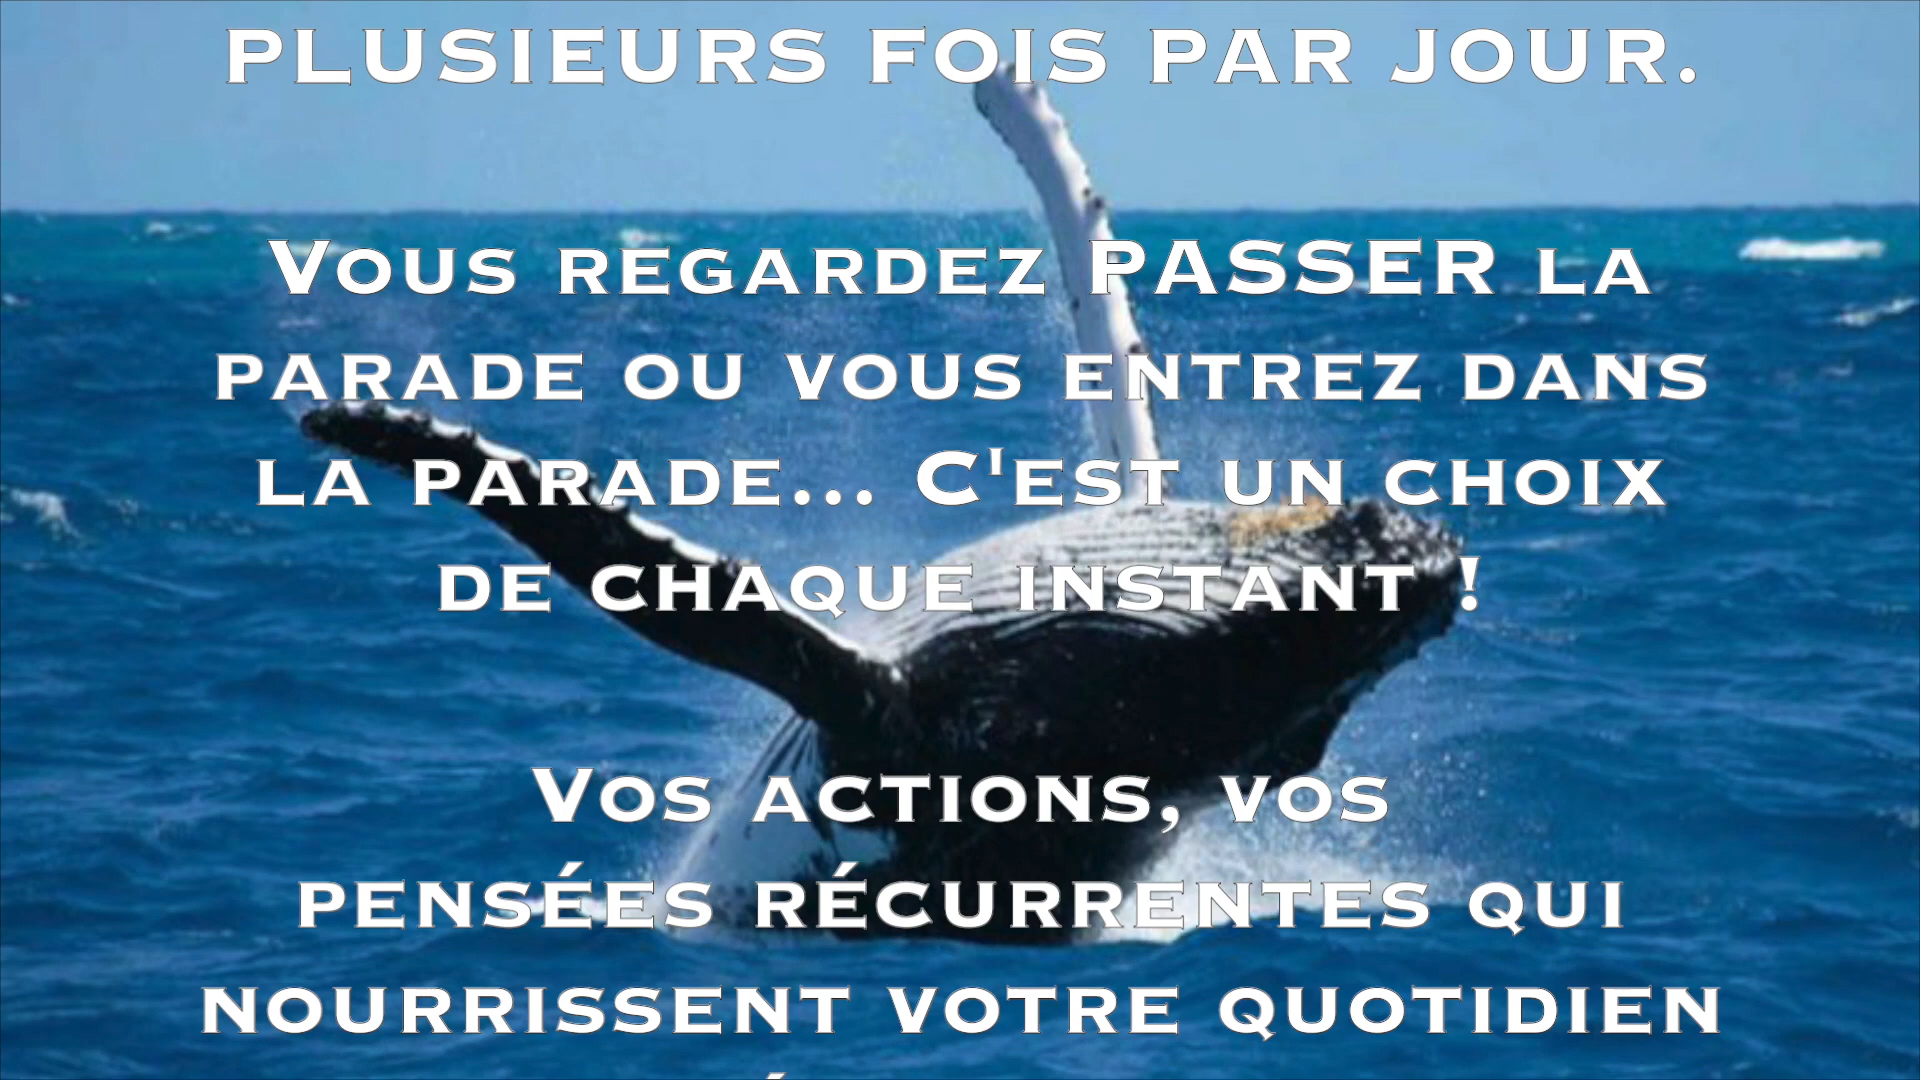 PLUSIEURS FOIS PAR JOUR.
VOUS REGARDEZ PASSER LA
PARADE OU VOUS ENTREZ DANS
LA PARADE... C'EST UN CHOIX
DE CHAQUE INSTANT !
VOS ACTIONS, VOS
PENSÉES RÉCURRENTES QUI
NOURRISSENT VOTRE QUOTIDIEN